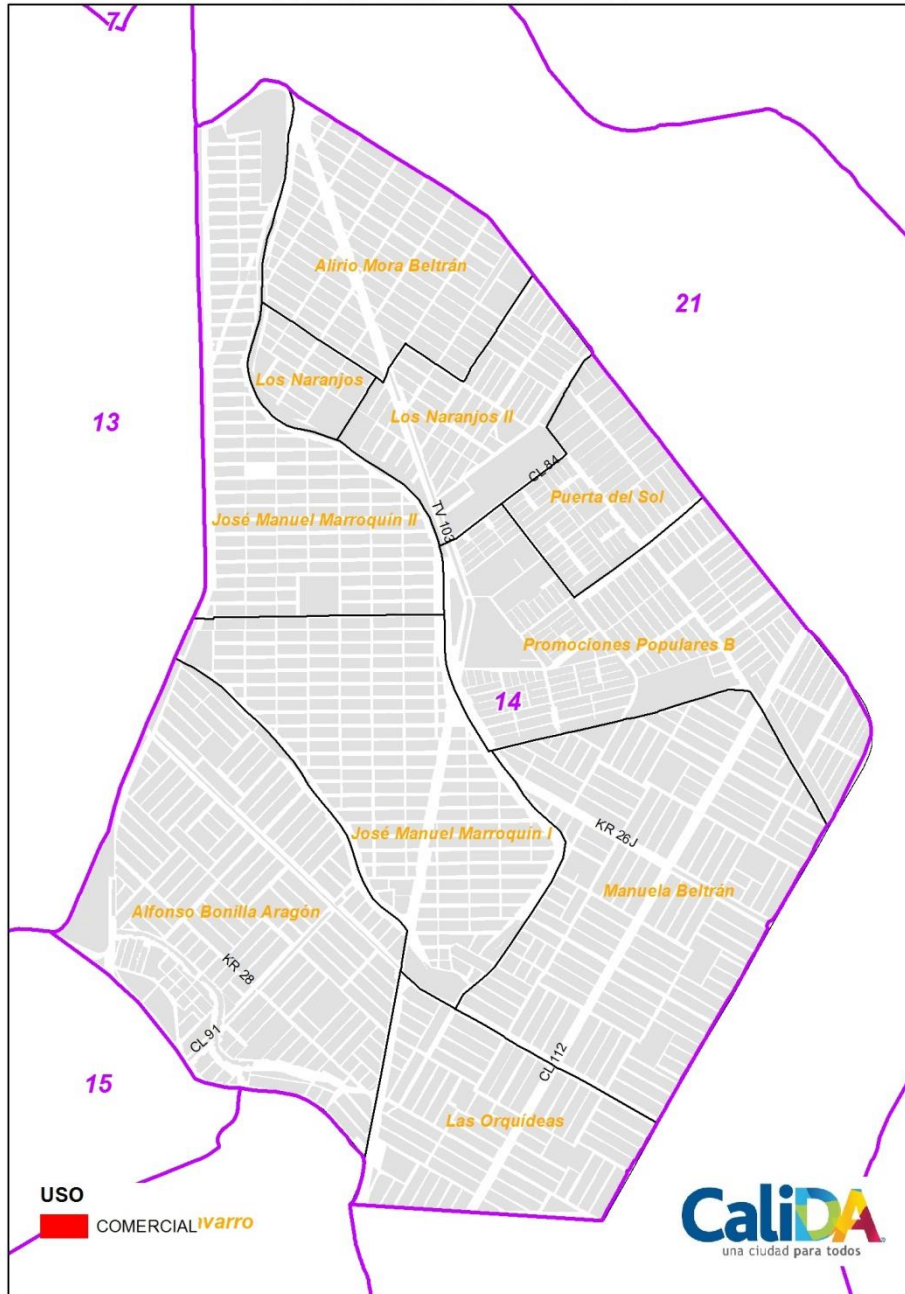 7
Alirio Mora Beltrán
21
Los Naranjos
Los Naranjos II
13
CL 84
Puerta del Sol
TV 103
José Manuel Marroquín II
Promociones Populares B
14
José Manuel Marroquín I
KR 26J
Manuela Beltrán
Alfonso Bonilla Aragón
KR 28
CL 91
CL 112
15
Las Orquídeas
USO
COMERCIAL
CaliDA
una ciudad para todos